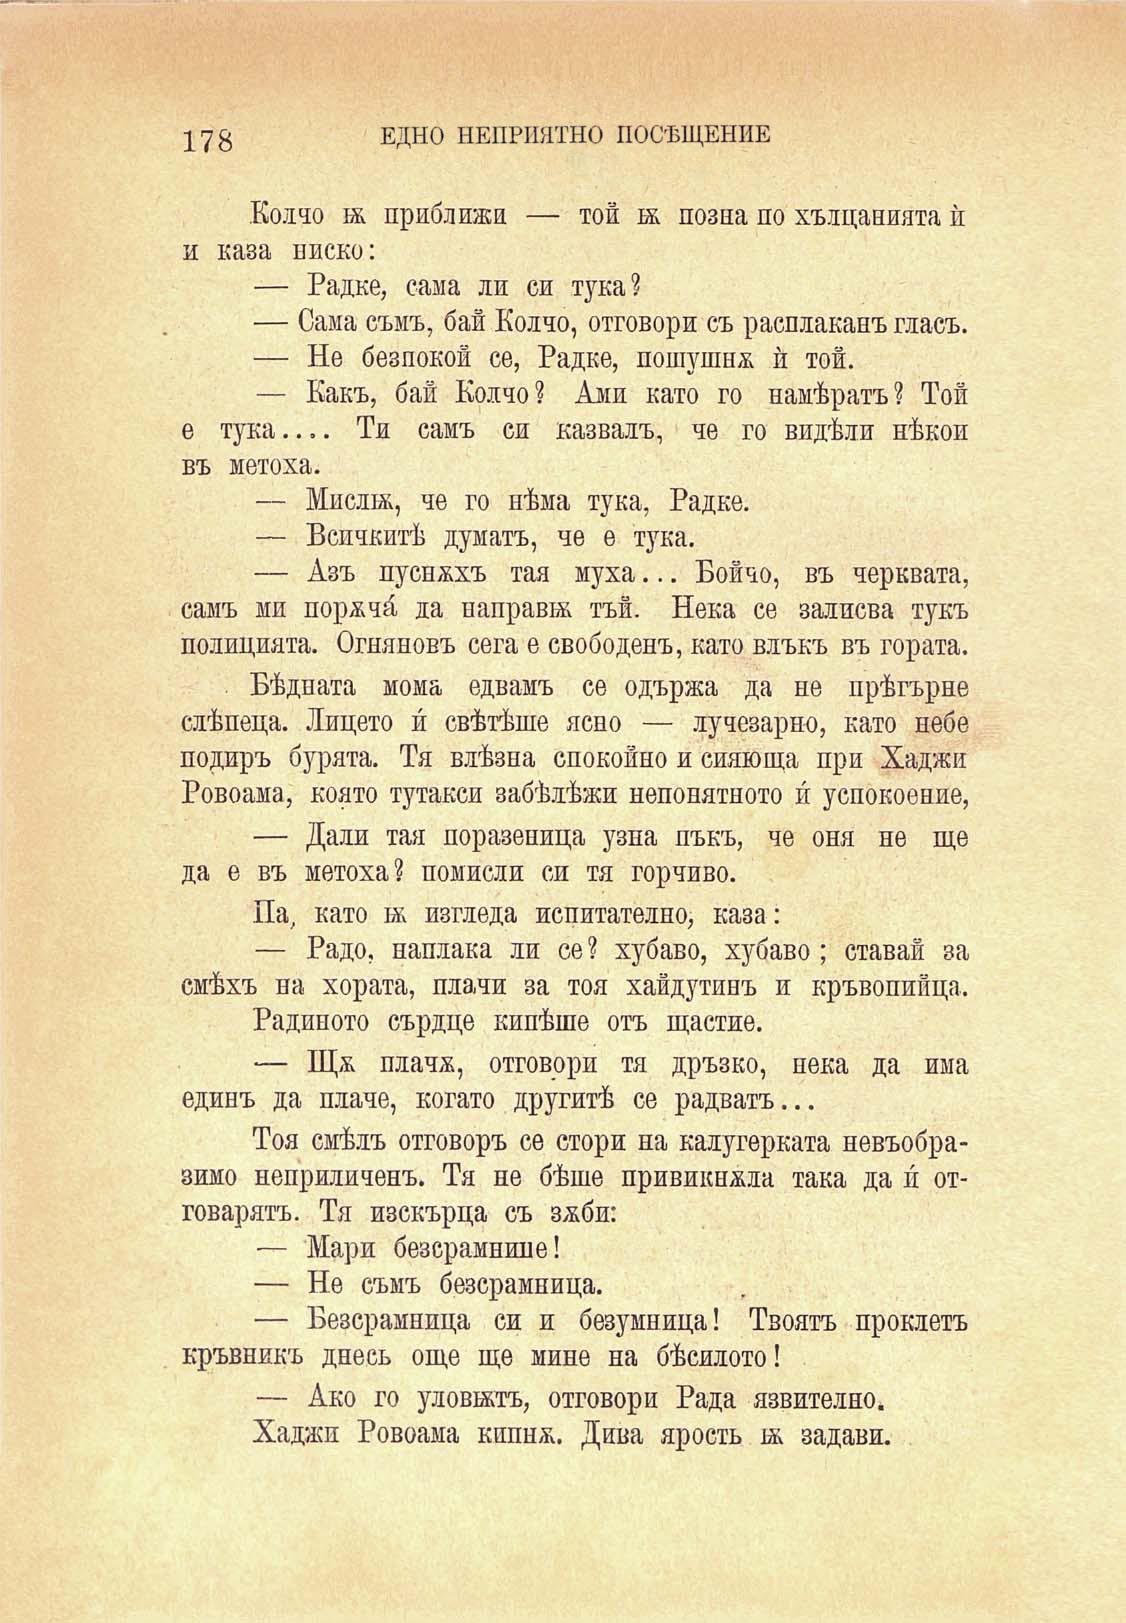 178
ЕДНО НЕПРИЯТНО ПОСѢЩЕНИЕ
Колчо ѭ приближи — той ѭ позна по хълцанията ѝ
и каза ниско:
— Радке, сама ли си тука?
— Сама съмъ, бай Колчо, отговори съ расплаканъ гласъ.
— Не безпокой се, Радке, пошушнѫ ѝ той.
— Какъ, бай Колчо? Ами като го намѣратъ? Той
е тука.... Ти самъ си казвалъ, че го видѣли нѣкои
въ метоха.
— Мислѭ, че го нѣма тука, Радке.
— Всичкитѣ думатъ, че е тука.
— Азъ пуснѫхъ тая муха... Бойчо, въ черквата,
самъ ми порѫча́ да направѭ тъй. Нека се залисва тукъ
полицията. Огняновъ сега е свободенъ, като влъкъ въ гората.
Бѣдната мома едвамъ се одържа да не прѣгърне
слѣпеца. Лицето и́ свѣтѣше ясно — лучезарно, като небе
подиръ бурята. Тя влѣзна спокойно и сияюща при Хаджи
Ровоама, която тутакси забѣлѣжи непонятното и́ успокоение,
— Дали тая поразеница узна пъкъ, че оня не ще
да е въ метоха? помисли си тя горчиво.
Па, като ѭ изгледа испитателно, каза:
— Радо, наплака ли се? хубаво, хубаво; ставай за
смѣхъ на хората, плачи за тоя хайдутинъ и кръвопийца.
Радиното сърдце кипѣше отъ щастие.
— Щѫ плачѫ, отговори тя дръзко, нека да има
единъ да плаче, когато другитѣ се радватъ...
Тоя смѣлъ отговоръ се стори на калугерката невъобра-
зимо неприличенъ. Тя не бѣше привикнѫла така да и́ от-
говарятъ. Тя изскърца съ зѫби:
— Мари безсрамнице!
— Не съмъ безсрамница.
— Безсрамница си и безумница! Твоятъ проклетъ
кръвникъ днесь още ще мине на бѣсилото!
— Ако го уловѭтъ, отговори Рада язвително.
Хаджи Ровоама кипнѫ. Дива ярость ѭ задави.